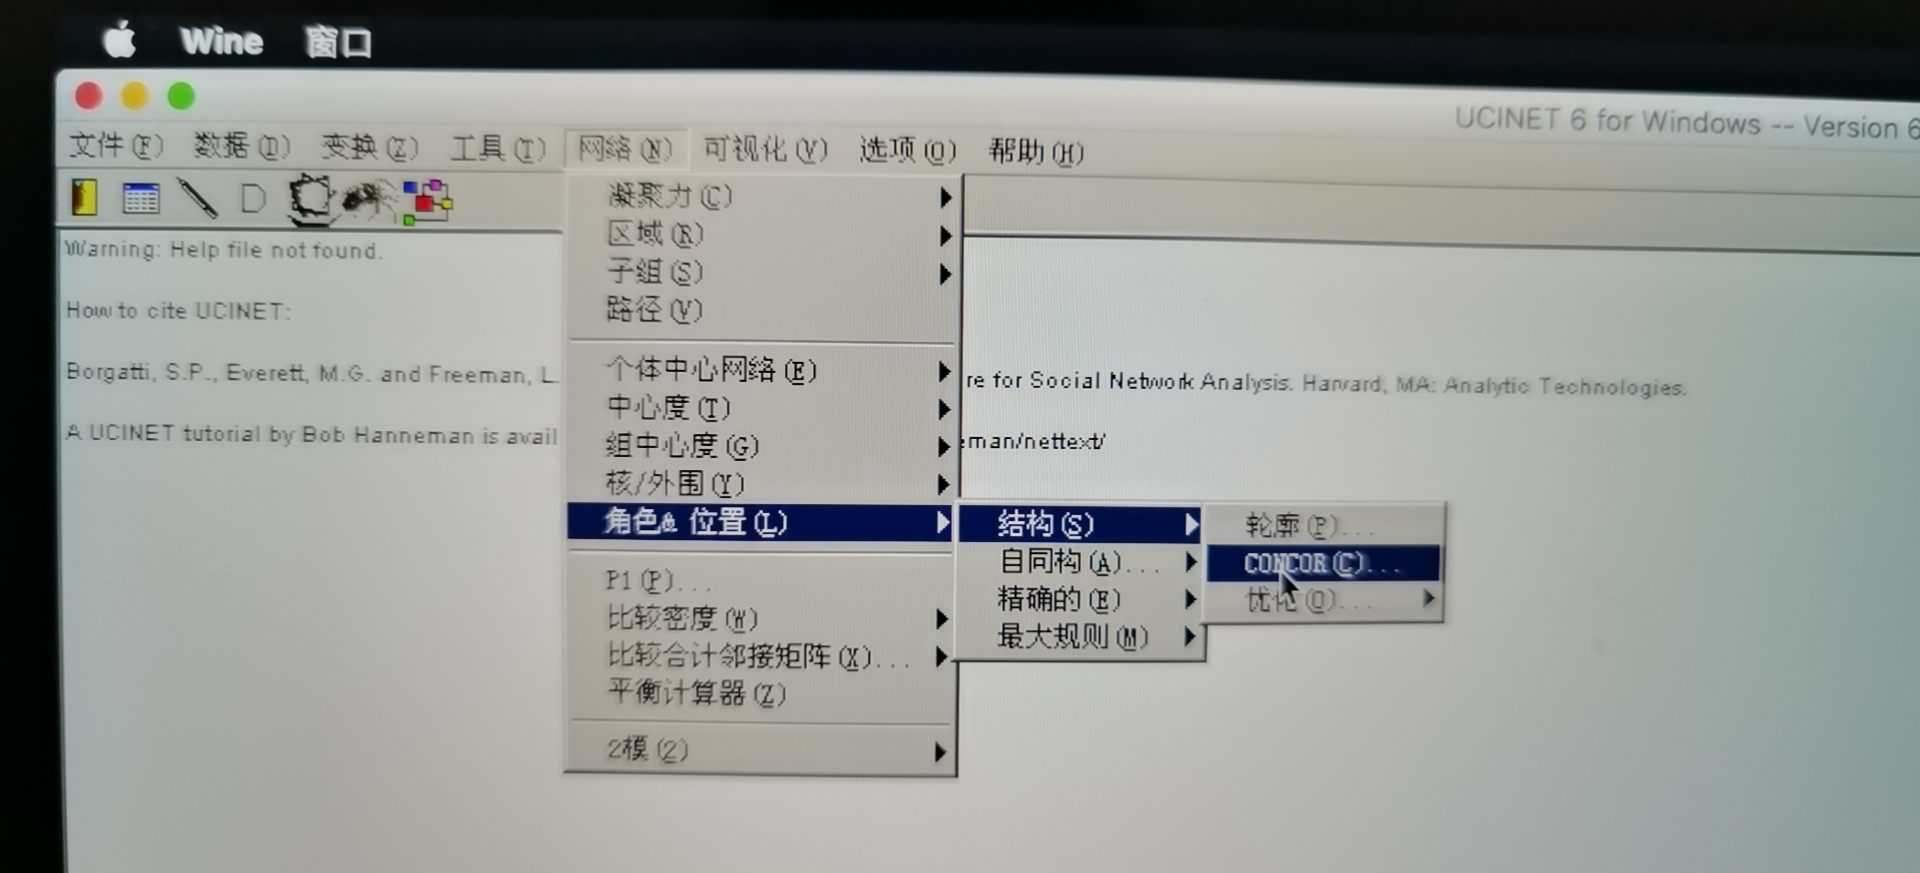 Wine 窗口
UCINET 6 for Windows -- Version 6
文件(F) 数据(D) 变换(Z) 工具(T) 网络(N) 可视化(V) 选项(O) 帮助(H)
凝聚力(C)
区域(R)
子组(S)
路径(V)
个体中心网络(E)
中心度(T)
组中心度(G)
核/外围(Y)
角色& 位置(L)
P1(P)...
比较密度(W)
比较合计邻接矩阵(X)...
平衡计算器(Z)
2模(2)
结构(S)
自同构(A)...
精确的(E)
最大规则(M)
轮廓(P)...
CONCOR(C)...
优化(O)...
Warning: Help file not found.
How to cite UCINET:
Borgatti, S.P., Everett, M.G. and Freeman, L. re for Social Network Analysis. Harvard, MA: Analytic Technologies.
A UCINET tutorial by Bob Hanneman is avail man/nettext/